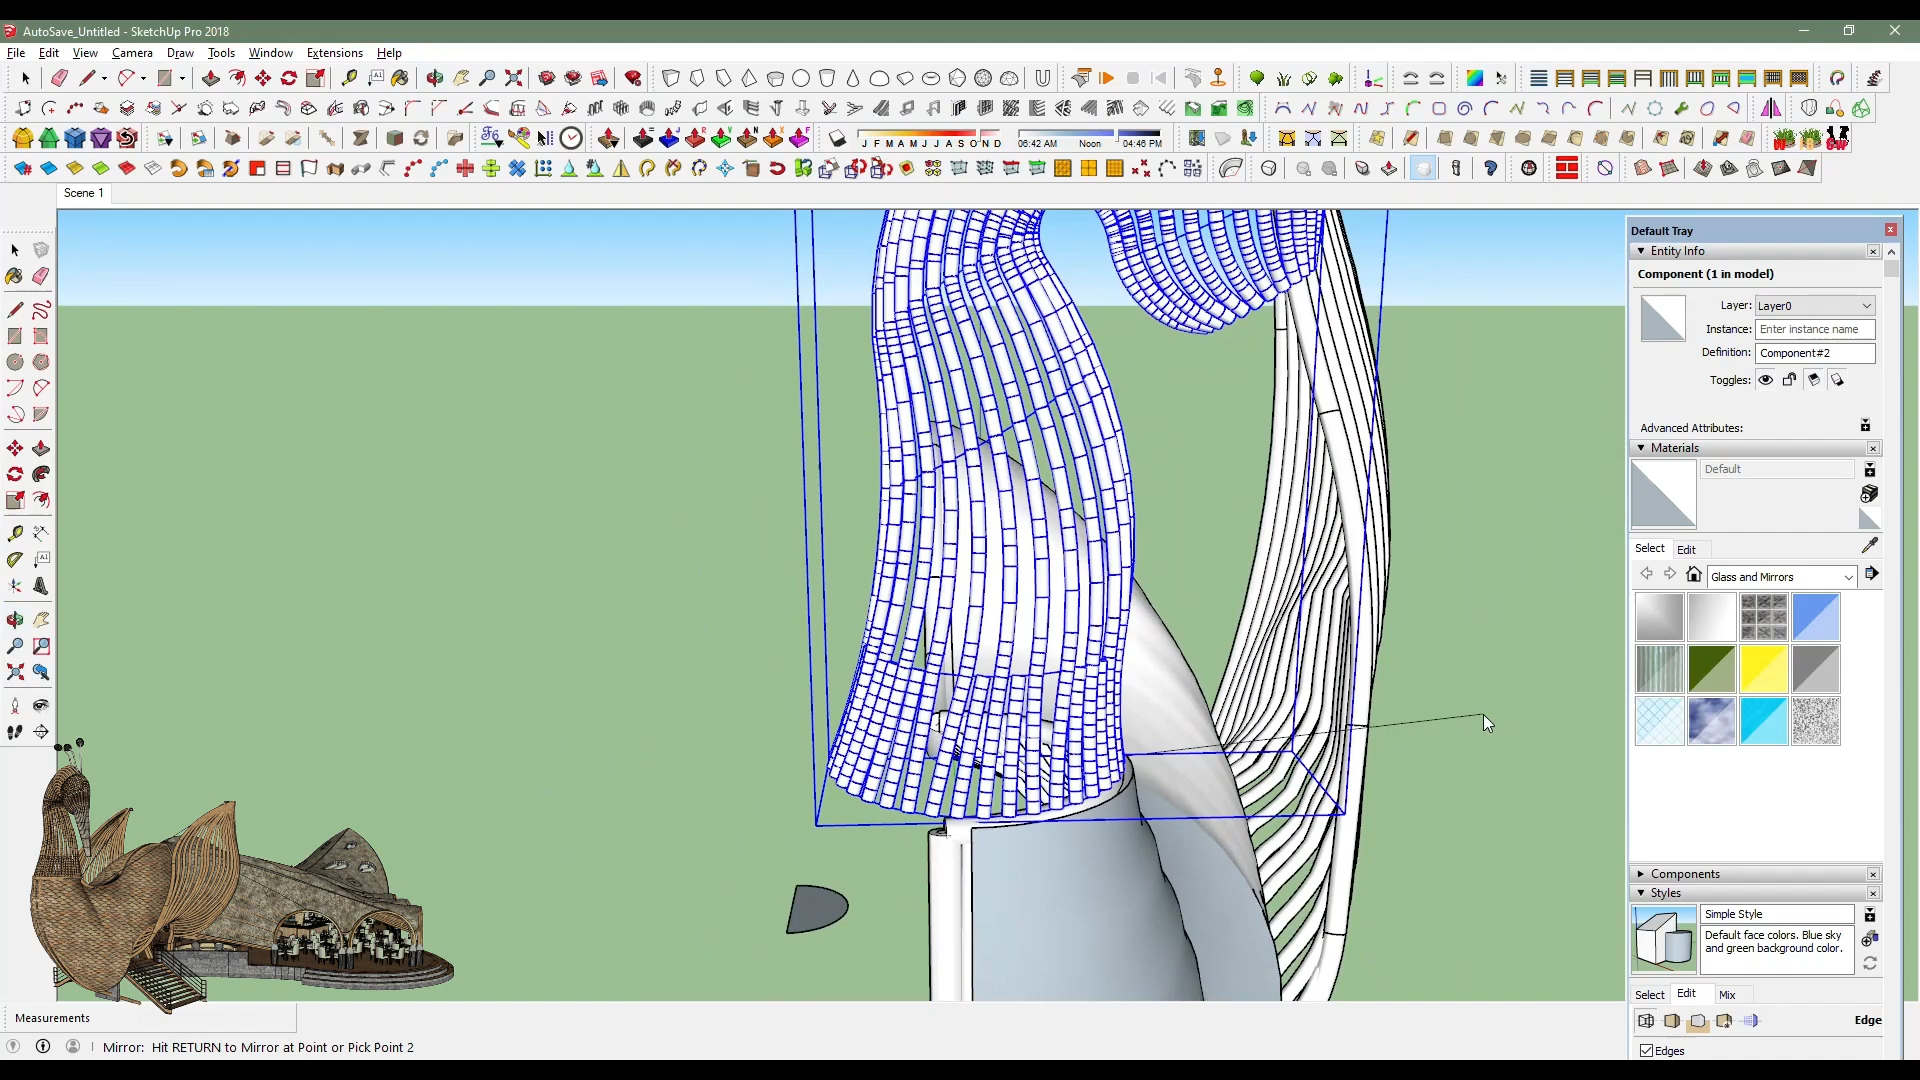 AutoSave_Untitled - SketchUp Pro 2018
File Edit View Camera Draw Tools Window Extensions Help
J F M A M J J A S O N D 06:42 AM Noon 04:46 PM
Scene 1
Default Tray
Entity Info
Component (1 in model)
Layer: Layer0
Instance: Enter instance name
Definition: Component#2
Toggles:
Advanced Attributes:
Materials
Default
Select Edit
Glass and Mirrors
Components
Styles
Simple Style
Default face colors. Blue sky
and green background color.
Select Edit Mix
Edge
Edges
Measurements
Mirror: Hit RETURN to Mirror at Point or Pick Point 2